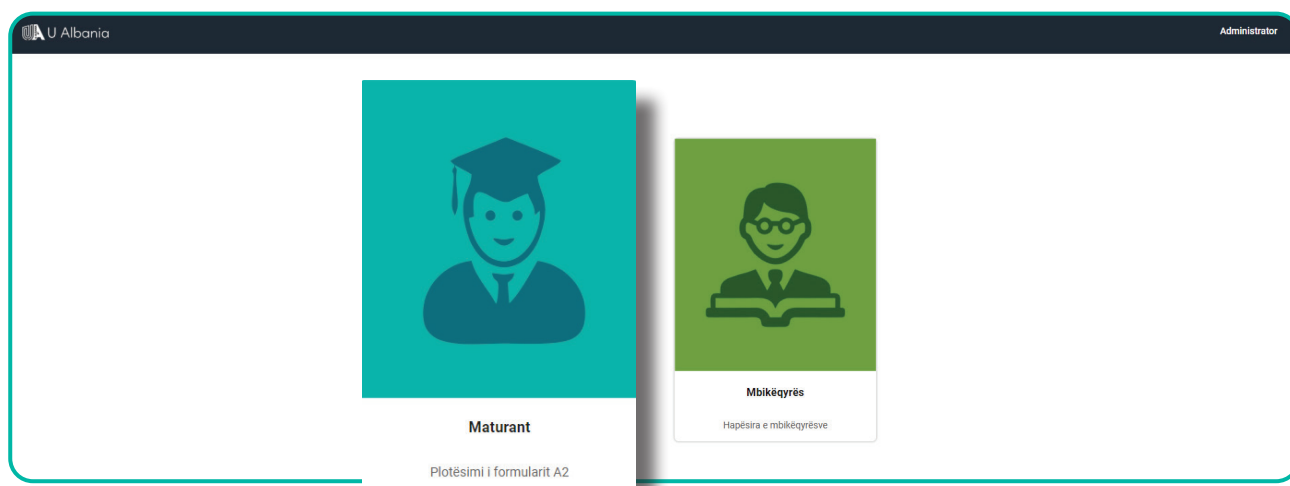 U Albania
Administrator
Maturant
Plotësimi i formularit A2
Mbikëqyrës
Hapësira e mbikëqyrësve